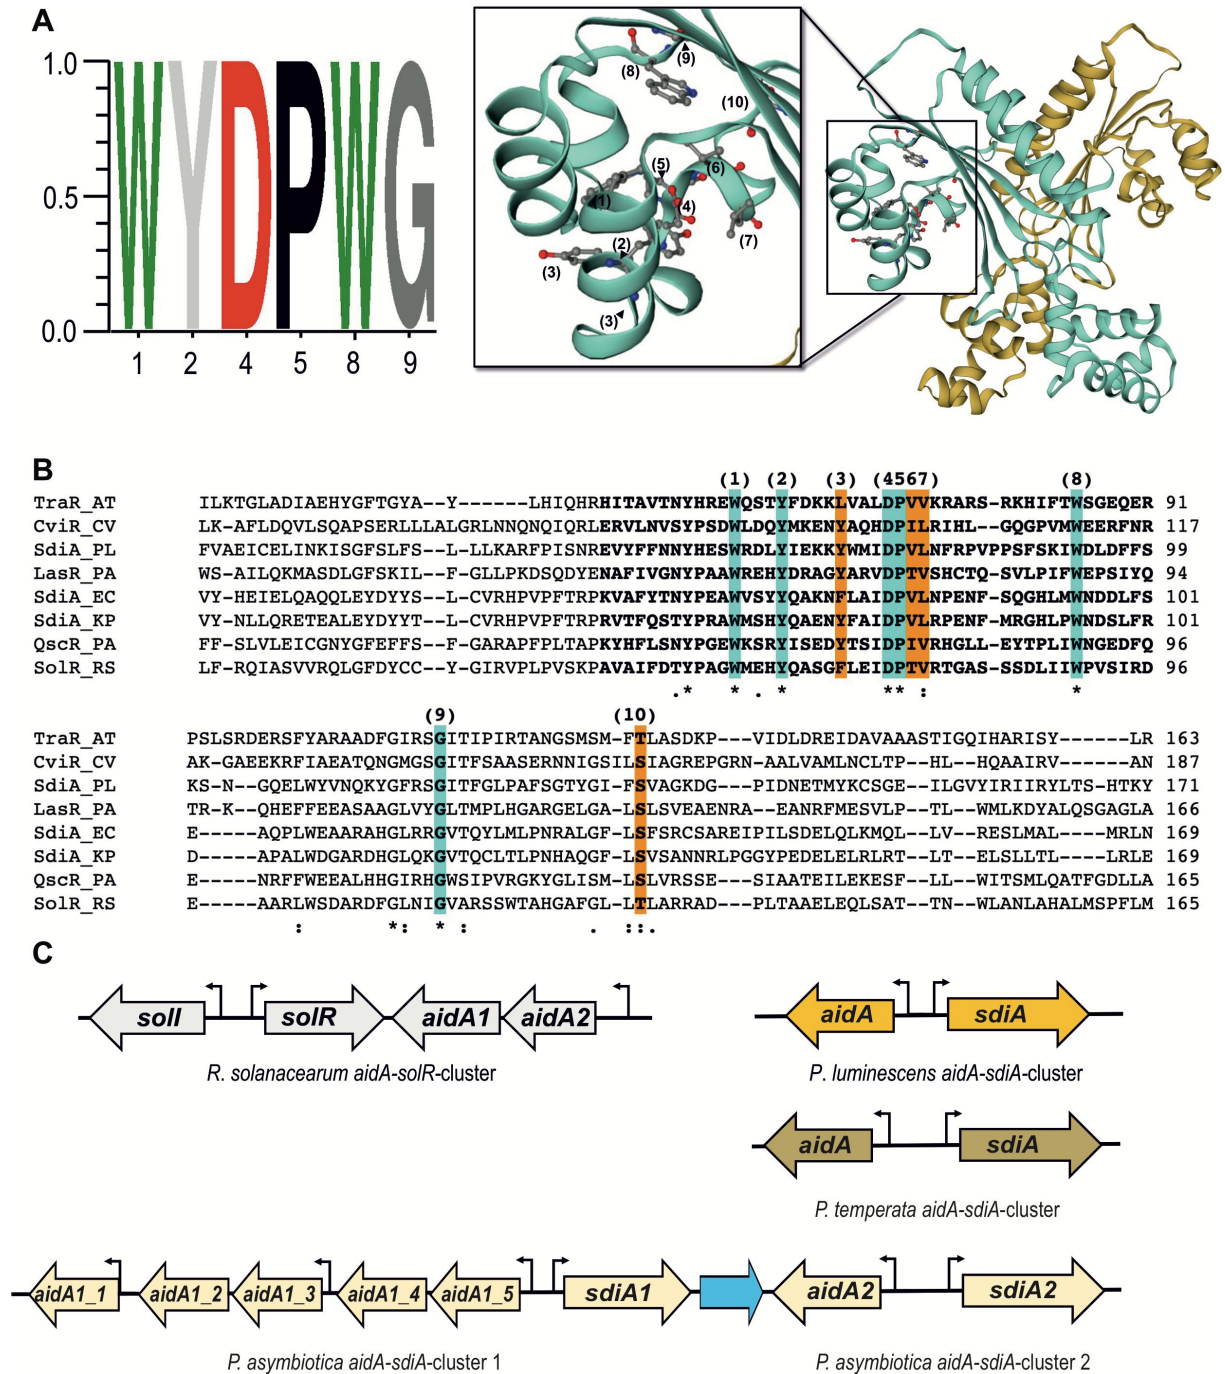 A
1.0
0.5
0.0
W Y D P W G
1 2 4 5 8 9
(8)
(9)
(10)
(5)
(6)
(1)
(4)
(7)
(2)
(3)
(3)
B
(1) (2) (3) (4567) (8)
TraR_AT ILKTGLADIAEHYGFTGYA--Y------LHIQHRHITAVTNYHREWQSTYFDKKLVALDPVVKRARS-RKHIFTWSGEQER 91
CviR_CV LK-AFLDQVLSQAPSERLLLALGRLNNQNQIQRLERVLNVSYPSDWLDQYMKENYAQHDPILRIHL--GQGPVMWEERFNR 117
SdiA_PL FVAEICELINKISGFSLFS--L-LLKARFPISNREVYFFNNYHESWRDLYIEKKYWMIDPVLNFRPVPPSFSKIWDLDFFS 99
LasR_PA WS-AILQKMASDLGFSKIL--F-GLLPKDSQDYENAFIVGNYPAAWREHYDRAGYARVDPTVSHCTQ-SVLPIFWEPSIYQ 94
SdiA_EC VY-HEIELQAQQLEYDYYS--L-CVRHPVPFTRPKVAFYTNYPEAWVSYYQAKNFLAIDPVLNPENF-SQGHLMWNDDLFS 101
SdiA_KP VY-NLLQRETEALEYDYYT--L-CVRHPVPFTRPRVTFQSTYPRAWMSHYQAENYFAIDPVLRPENF-MRGHLPWNDSLFR 101
QscR_PA FF-SLVLEICGNYGFEFFS--F-GARAPFPLTAPKYHFLSNYPGEWKSRYISEDYTSIDPIVRHGLL-EYTPLIWNGEDFQ 96
SolR_RS LF-RQIASVVRQLGFDYCC--Y-GIRVPLPVSKPAVAIFDTYPAGWMEHYQASGFLEIDPTVRTGAS-SSDLIIWPVSIRD 96
.* * . * ** : *
(9) (10)
TraR_AT PSLSRDERSFYARAADFGIRSGITIPIRTANGSMSM-FTLASDKP---VIDLDREIDAVAAASTIGQIHARISY------LR 163
CviR_CV AK-GAEEKRFIAEATQNGMGSGITFSAASERNNIGSILSIAGREPGRN-AALVAMLNCLTP--HL--HQAAIRV-----AN 187
SdiA_PL KS-N---QELWYVNQKYGFRSGITFGLPAFSGTYGI-FSVAGKDG---PIDNETMYKCSGE--ILGVYIRIIRYLTS-HTKY 171
LasR_PA TR-K--QHEFFEEASAAGLVYGLTMPLHGARGELGA-LSLSVEAENRA--EANRFMESVLP--TL--WMLKDYALQSGAGLA 166
SdiA_EC E-----AQPLWEAARAHGLRRGVTQYLMLPNRALGF-LSFSRCSAREIPILSDELQLKMQL--LV--RESLMAL----MRLN 169
SdiA_KP D-----APALWDGARDHGLQKGVTQCLTLPNHAQGF-LSVSANNRLPGGYPEDELELRLRT--LT--ELSLLTL----LRLE 169
QscR_PA E-----NRFFWEEALHHGIRHGWSIPVRGKYGLISM-LSLVRSSE---SIAATEILEKESF--LL--WITSMLQATFGDLLA 165
SolR_RS E-----AARLWSDARDFGLNIGVARSSWTAHGAFGL-LTLARRAD---PLTAAELEQLSAT--TN--WLANLAHALMSPFLM 165
: *: * : . ::.
C
solI solR aidA1 aidA2
R. solanacearum aidA-solR-cluster
aidA sdiA
P. luminescens aidA-sdiA-cluster
aidA sdiA
P. temperata aidA-sdiA-cluster
aidA1_1 aidA1_2 aidA1_3 aidA1_4 aidA1_5 sdiA1 aidA2 sdiA2
P. asymbiotica aidA-sdiA-cluster 1
P. asymbiotica aidA-sdiA-cluster 2